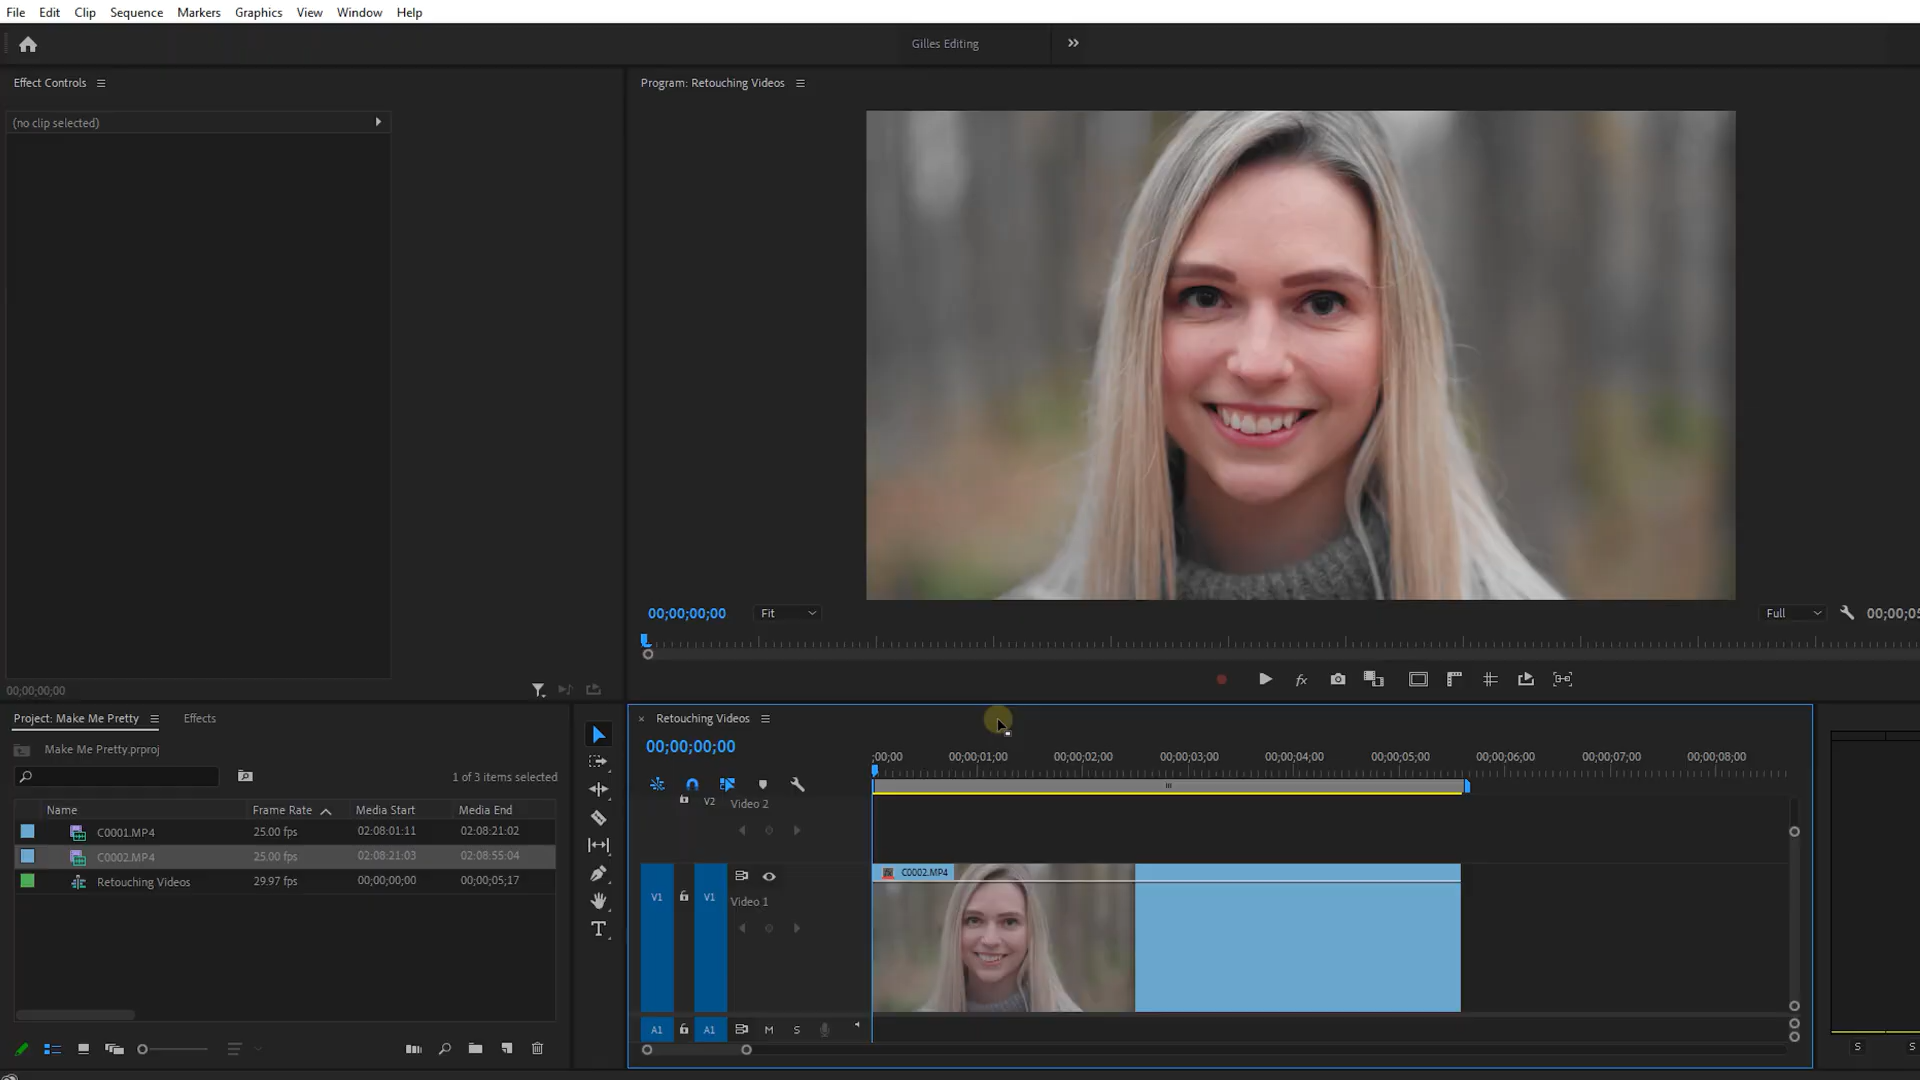 File Edit Clip Sequence Markers Graphics View Window Help
Gilles Editing
Effect Controls
Program: Retouching Videos
(no clip selected)
00;00;00;00 Fit Full 00;00;05
00;00;00;00
Project: Make Me Pretty Effects
Retouching Videos
00;00;00;00
Make Me Pretty.prproj
;00;00 00;00;01;00 00;00;02;00 00;00;03;00 00;00;04;00 00;00;05;00 00;00;06;00 00;00;07;00 00;00;08;00
1 of 3 items selected
Name Frame Rate Media Start Media End
V2 Video 2
C0001.MP4 25.00 fps 02:08:01:11 02:08:21:02
C0002.MP4 25.00 fps 02:08:21:03 02:08:55:04
Retouching Videos 29.97 fps 00;00;00;00 00;00;05;17
fx C0002.MP4
V1 V1 Video 1
A1 A1 M S
S S